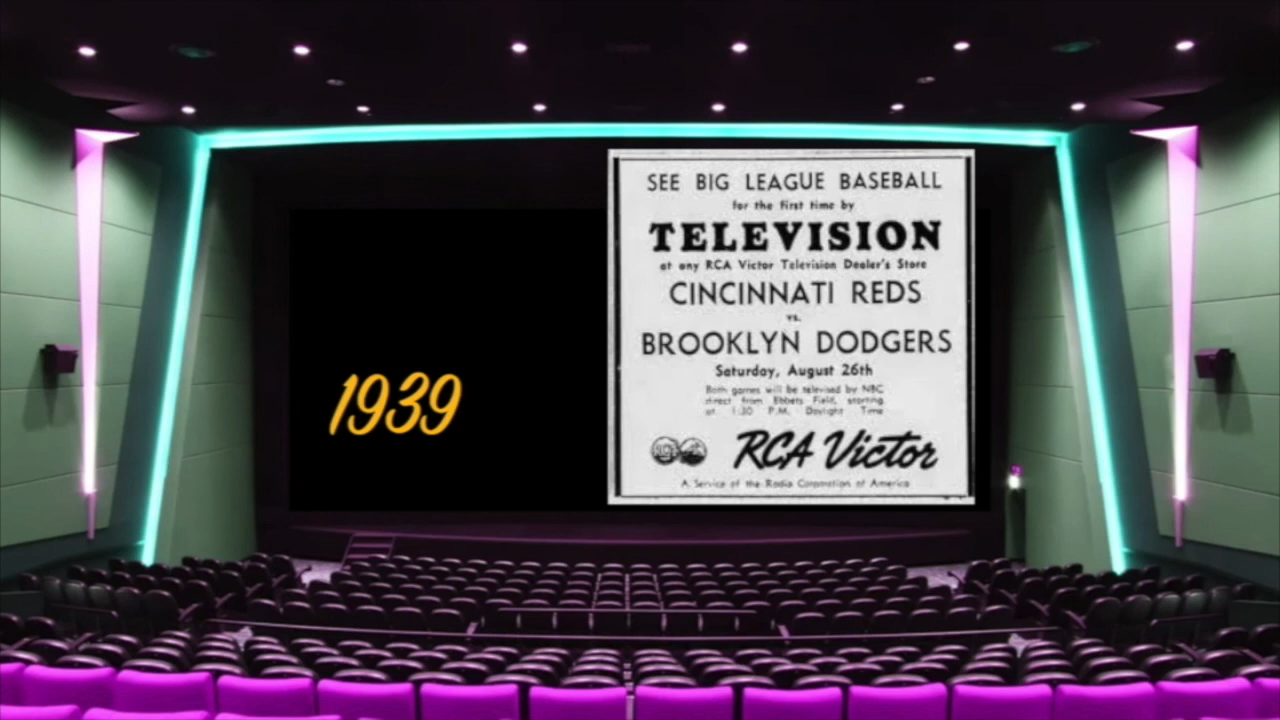 1939
SEE BIG LEAGUE BASEBALL
for the first time by
TELEVISION
at any RCA Victor Television Dealer's Store
CINCINNATI REDS
vs.
BROOKLYN DODGERS
Saturday, August 26th
Both games will be televised by NBC
direct from Ebbets Field, starting
at 1:30 P.M. Daylight Time
RCA Victor
A Service of the Radio Corporation of America